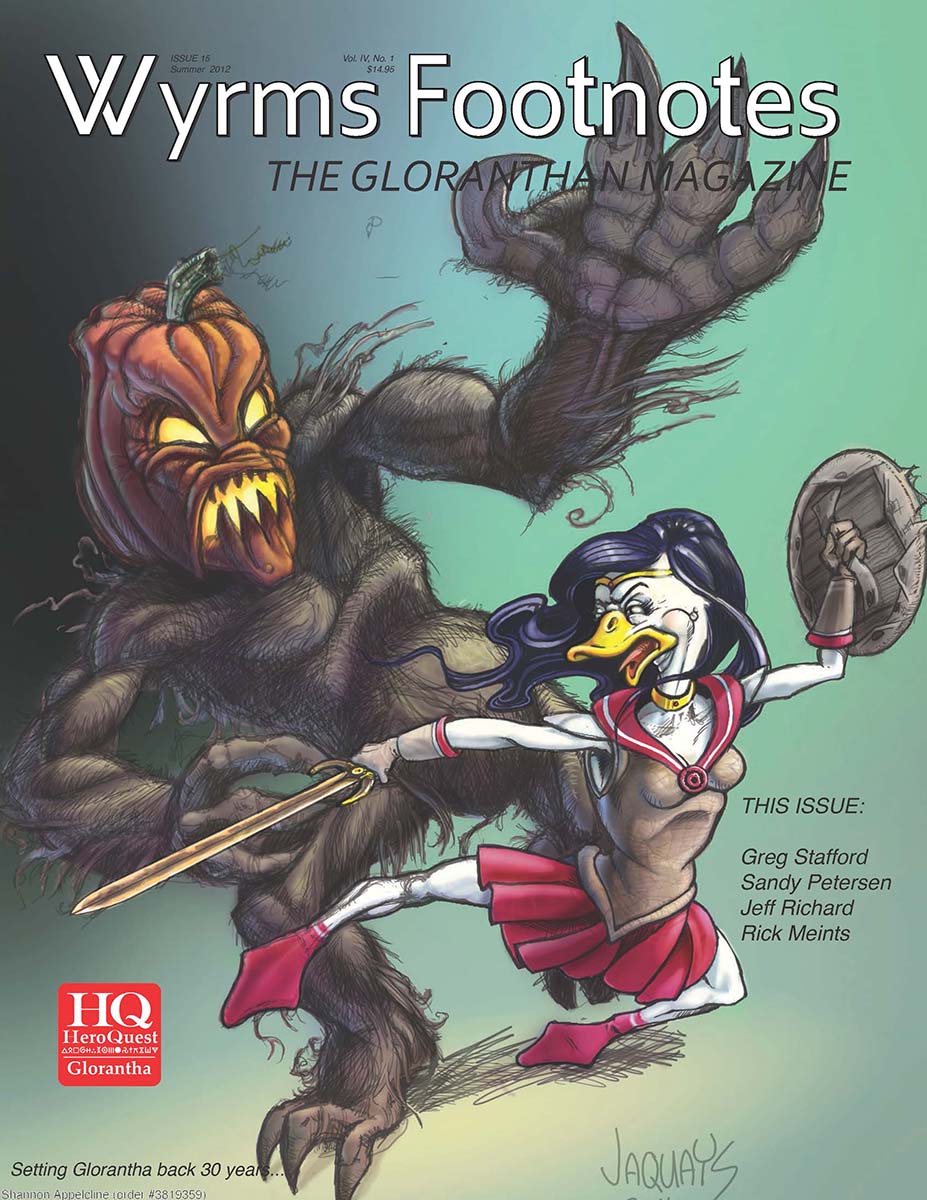 ISSUE 15
Summer 2012
Vol. IV, No. 1
$14.95
Wyrms Footnotes
THE GLORANTHAN MAGAZINE
THIS ISSUE:
Greg Stafford
Sandy Petersen
Jeff Richard
Rick Meints
HQ
HeroQuest
Glorantha
Setting Glorantha back 30 years...
JAQUAYS
Shannon Appelcline (order #3819359)